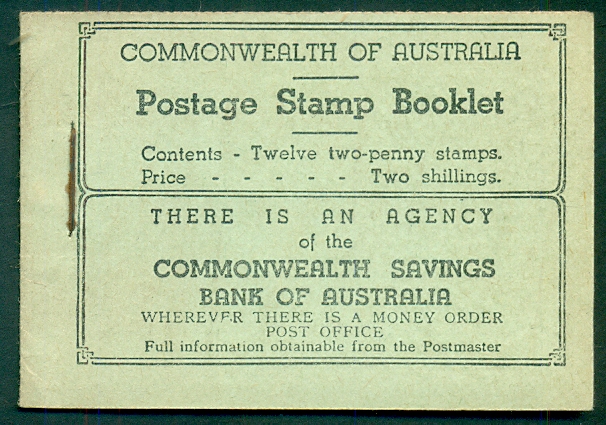 COMMONWEALTH OF AUSTRALIA
Postage Stamp Booklet
Contents - Twelve two-penny stamps.
Price - - - - - Two shillings.
THERE IS AN AGENCY
of the
COMMONWEALTH SAVINGS
BANK OF AUSTRALIA
WHEREVER THERE IS A MONEY ORDER
POST OFFICE
Full information obtainable from the Postmaster